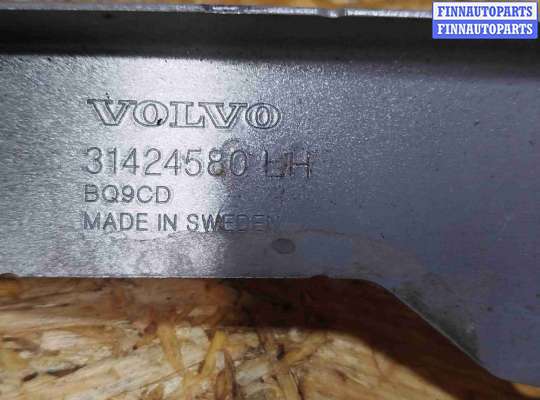 FINNAUTOPARTS
FINNAUTOPARTS
VOLVO
31424580 LH
BQ9CD
MADE IN SWEDEN